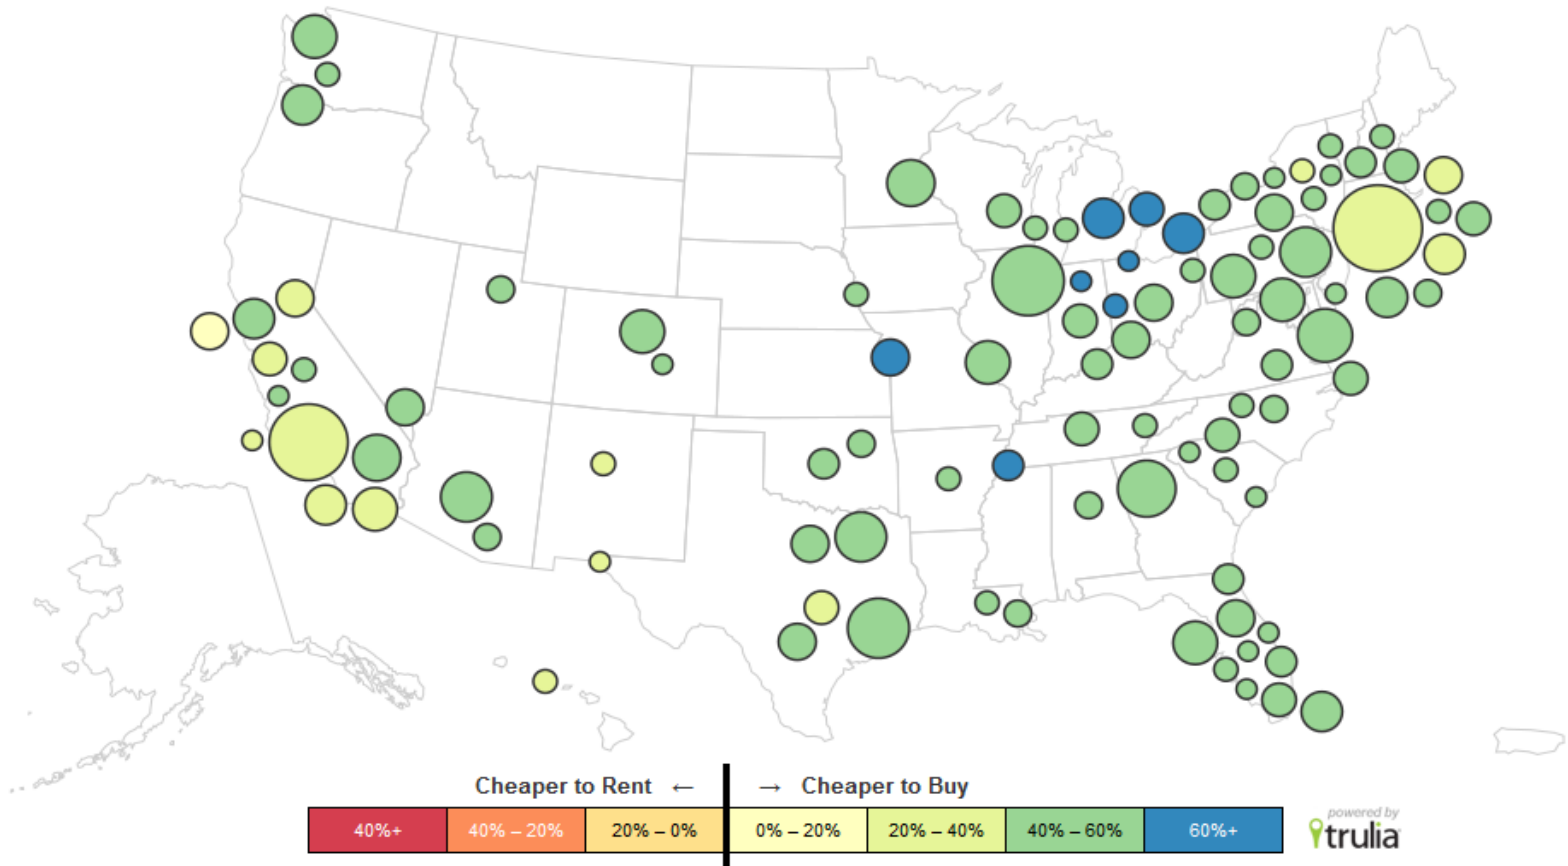 Cheaper to Rent ← → Cheaper to Buy
40%+ 40% – 20% 20% – 0% 0% – 20% 20% – 40% 40% – 60% 60%+
powered by
trulia